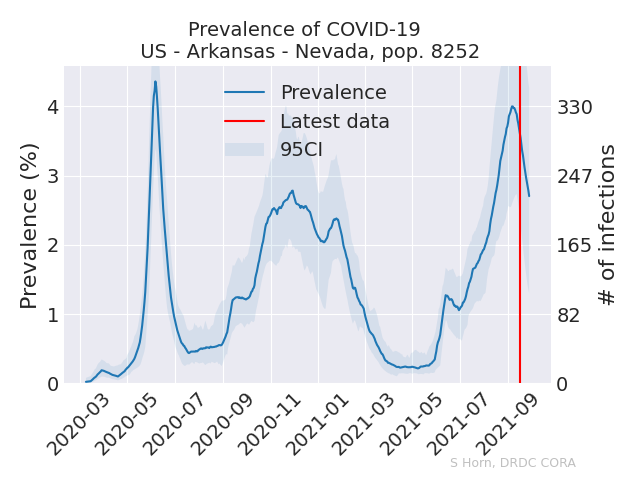 Prevalence of COVID-19
US - Arkansas - Nevada, pop. 8252
Prevalence
Latest data
95CI
Prevalence (%)
4
3
2
1
0
330
247
165
82
0
# of infections
2020-03
2020-05
2020-07
2020-09
2020-11
2021-01
2021-03
2021-05
2021-07
2021-09
S Horn, DRDC CORA